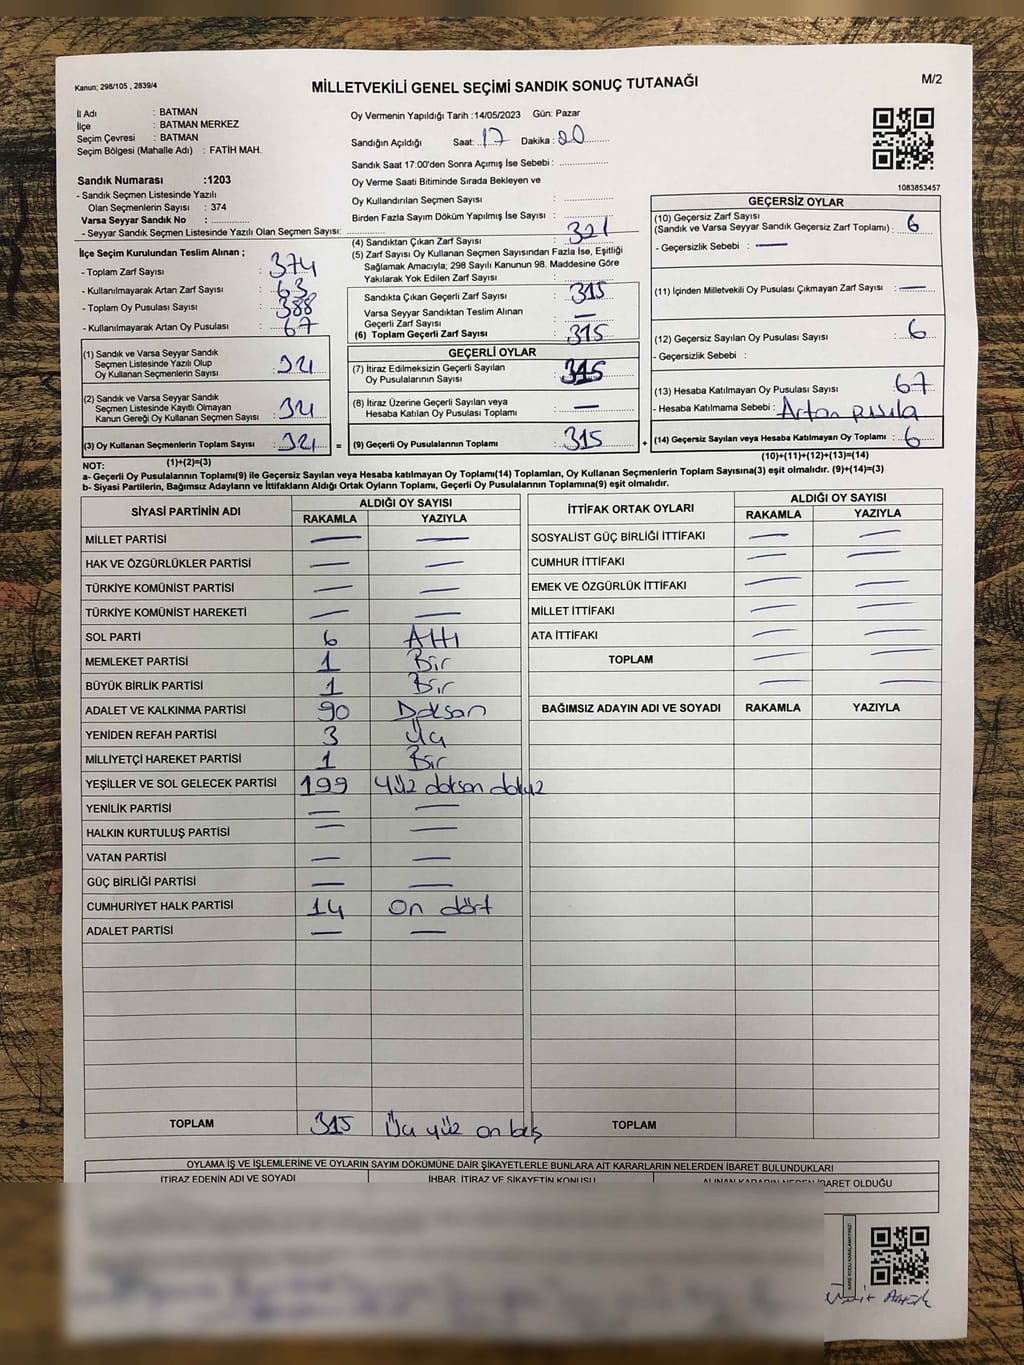 Kanun; 298/105 , 2839/4
MİLLETVEKİLİ GENEL SEÇİMİ SANDIK SONUÇ TUTANAĞI
M/2
İl Adı : BATMAN
İlçe : BATMAN MERKEZ
Seçim Çevresi : BATMAN
Seçim Bölgesi (Mahalle Adı) : FATİH MAH.
Sandık Numarası :1203
- Sandık Seçmen Listesinde Yazılı
Olan Seçmenlerin Sayısı : 374
Varsa Seyyar Sandık No : ..............
- Seyyar Sandık Seçmen Listesinde Yazılı Olan Seçmen Sayısı: ..................
Oy Vermenin Yapıldığı Tarih :14/05/2023 Gün: Pazar
Sandığın Açıldığı Saat: 17 Dakika : 20
Sandık Saat 17:00'den Sonra Açımış İse Sebebi : ..............
Oy Verme Saati Bitiminde Sırada Bekleyen ve
Oy Kullandırılan Seçmen Sayısı : ..............
Birden Fazla Sayım Döküm Yapılmış İse Sayısı : ..............
(4) Sandıktan Çıkan Zarf Sayısı : 321
(5) Zarf Sayısı Oy Kullanan Seçmen Sayısından Fazla İse, Eşitliği
Sağlamak Amacıyla; 298 Sayılı Kanunun 98. Maddesine Göre
Yakılarak Yok Edilen Zarf Sayısı : ..............
1083853457
İlçe Seçim Kurulundan Teslim Alınan ;
- Toplam Zarf Sayısı : 374
- Kullanılmayarak Artan Zarf Sayısı : 63
- Toplam Oy Pusulası Sayısı : 388
- Kullanılmayarak Artan Oy Pusulası : 67
Sandıkta Çıkan Geçerli Zarf Sayısı : 315
Varsa Seyyar Sandıktan Teslim Alınan
Geçerli Zarf Sayısı : —
(6) Toplam Geçerli Zarf Sayısı : 315
GEÇERSİZ OYLAR
(10) Geçersiz Zarf Sayısı
(Sandık ve Varsa Seyyar Sandık Geçersiz Zarf Toplamı) : 6
- Geçersizlik Sebebi : —
(11) İçinden Milletvekili Oy Pusulası Çıkmayan Zarf Sayısı : —
(12) Geçersiz Sayılan Oy Pusulası Sayısı : 6
- Geçersizlik Sebebi :
(13) Hesaba Katılmayan Oy Pusulası Sayısı : 67
- Hesaba Katılmama Sebebi : Artan pusula
(14) Geçersiz Sayılan veya Hesaba Katılmayan Oy Toplamı : 6
(10)+(11)+(12)+(13)=(14)
(1) Sandık ve Varsa Seyyar Sandık
Seçmen Listesinde Yazılı Olup
Oy Kullanan Seçmenlerin Sayısı : 321
(2) Sandık ve Varsa Seyyar Sandık
Seçmen Listesinde Kayıtlı Olmayan
Kanun Gereği Oy Kullanan Seçmen Sayısı :
(3) Oy Kullanan Seçmenlerin Toplam Sayısı : 321 =
(1)+(2)=(3)
GEÇERLİ OYLAR
(7) İtiraz Edilmeksizin Geçerli Sayılan
Oy Pusulalarının Sayısı : 315
(8) İtiraz Üzerine Geçerli Sayılan veya
Hesaba Katılan Oy Pusulası Toplamı : —
(9) Geçerli Oy Pusulalarının Toplamı : 315 +
NOT:
a- Geçerli Oy Pusulalarının Toplamı(9) ile Geçersiz Sayılan veya Hesaba katılmayan Oy Toplamı(14) Toplamları, Oy Kullanan Seçmenlerin Toplam Sayısına(3) eşit olmalıdır. (9)+(14)=(3)
b- Siyasi Partilerin, Bağımsız Adayların ve İttifakların Aldığı Ortak Oyların Toplamı, Geçerli Oy Pusulalarının Toplamına(9) eşit olmalıdır.
SİYASİ PARTİNİN ADI ALDIĞI OY SAYISI
RAKAMLA YAZIYLA
MİLLET PARTİSİ — —
HAK VE ÖZGÜRLÜKLER PARTİSİ — —
TÜRKİYE KOMÜNİST PARTİSİ — —
TÜRKİYE KOMÜNİST HAREKETİ — —
SOL PARTİ 6 Altı
MEMLEKET PARTİSİ 1 Bir
BÜYÜK BİRLİK PARTİSİ 1 Bir
ADALET VE KALKINMA PARTİSİ 90 Doksan
YENİDEN REFAH PARTİSİ 3 Üç
MİLLİYETÇİ HAREKET PARTİSİ 1 Bir
YEŞİLLER VE SOL GELECEK PARTİSİ 199 Yüz doksan dokuz
YENİLİK PARTİSİ — —
HALKIN KURTULUŞ PARTİSİ — —
VATAN PARTİSİ — —
GÜÇ BİRLİĞİ PARTİSİ — —
CUMHURİYET HALK PARTİSİ 14 on dört
ADALET PARTİSİ — —
TOPLAM 315 Üç yüz on beş
İTTİFAK ORTAK OYLARI ALDIĞI OY SAYISI
RAKAMLA YAZIYLA
SOSYALİST GÜÇ BİRLİĞİ İTTİFAKI — —
CUMHUR İTTİFAKI — —
EMEK VE ÖZGÜRLÜK İTTİFAKI — —
MİLLET İTTİFAKI — —
ATA İTTİFAKI — —
TOPLAM — —
— —
BAĞIMSIZ ADAYIN ADI VE SOYADI RAKAMLA YAZIYLA
TOPLAM
OYLAMA İŞ VE İŞLEMLERİNE VE OYLARIN SAYIM DÖKÜMÜNE DAİR ŞİKAYETLERLE BUNLARA AİT KARARLARIN NELERDEN İBARET BULUNDUKLARI
İTİRAZ EDENİN ADI VE SOYADI İHBAR, İTİRAZ VE ŞİKAYETİN KONUSU ALINAN KARARIN NEDEN İBARET OLDUĞU